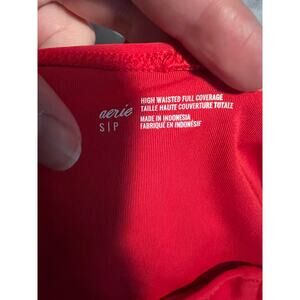 aerie
S|P
HIGH WAISTED FULL COVERAGE
TAILLE HAUTE COUVERTURE TOTALE
MADE IN INDONESIA
FABRIQUÉ EN INDONÉSIE